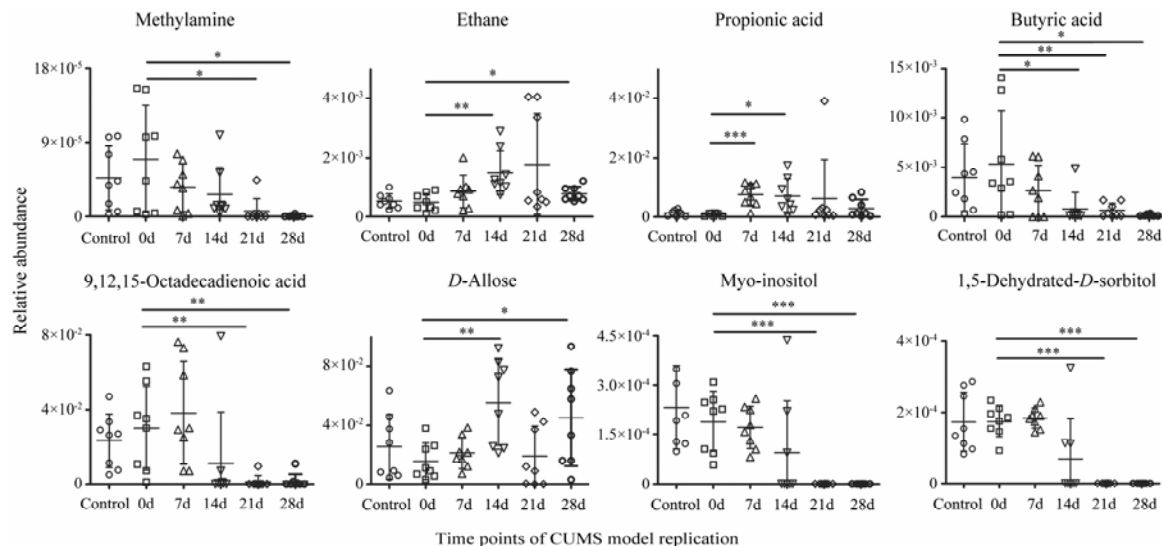 Methylamine
Ethane
Propionic acid
Butyric acid
Relative abundance
18×10⁻⁵
9×10⁻⁵
0
*
*
Control 0d 7d 14d 21d 28d
4×10⁻³
2×10⁻³
0
*
**
Control 0d 7d 14d 21d 28d
4×10⁻²
2×10⁻²
0
*
***
Control 0d 7d 14d 21d 28d
15×10⁻³
10×10⁻³
5×10⁻³
0
*
**
*
Control 0d 7d 14d 21d 28d
9,12,15-Octadecadienoic acid
D-Allose
Myo-inositol
1,5-Dehydrated-D-sorbitol
8×10⁻²
4×10⁻²
0
**
**
Control 0d 7d 14d 21d 28d
8×10⁻²
4×10⁻²
0
*
**
Control 0d 7d 14d 21d 28d
4.5×10⁻⁴
3.0×10⁻⁴
1.5×10⁻⁴
0
***
***
Control 0d 7d 14d 21d 28d
4×10⁻⁴
2×10⁻⁴
0
***
***
Control 0d 7d 14d 21d 28d
Time points of CUMS model replication